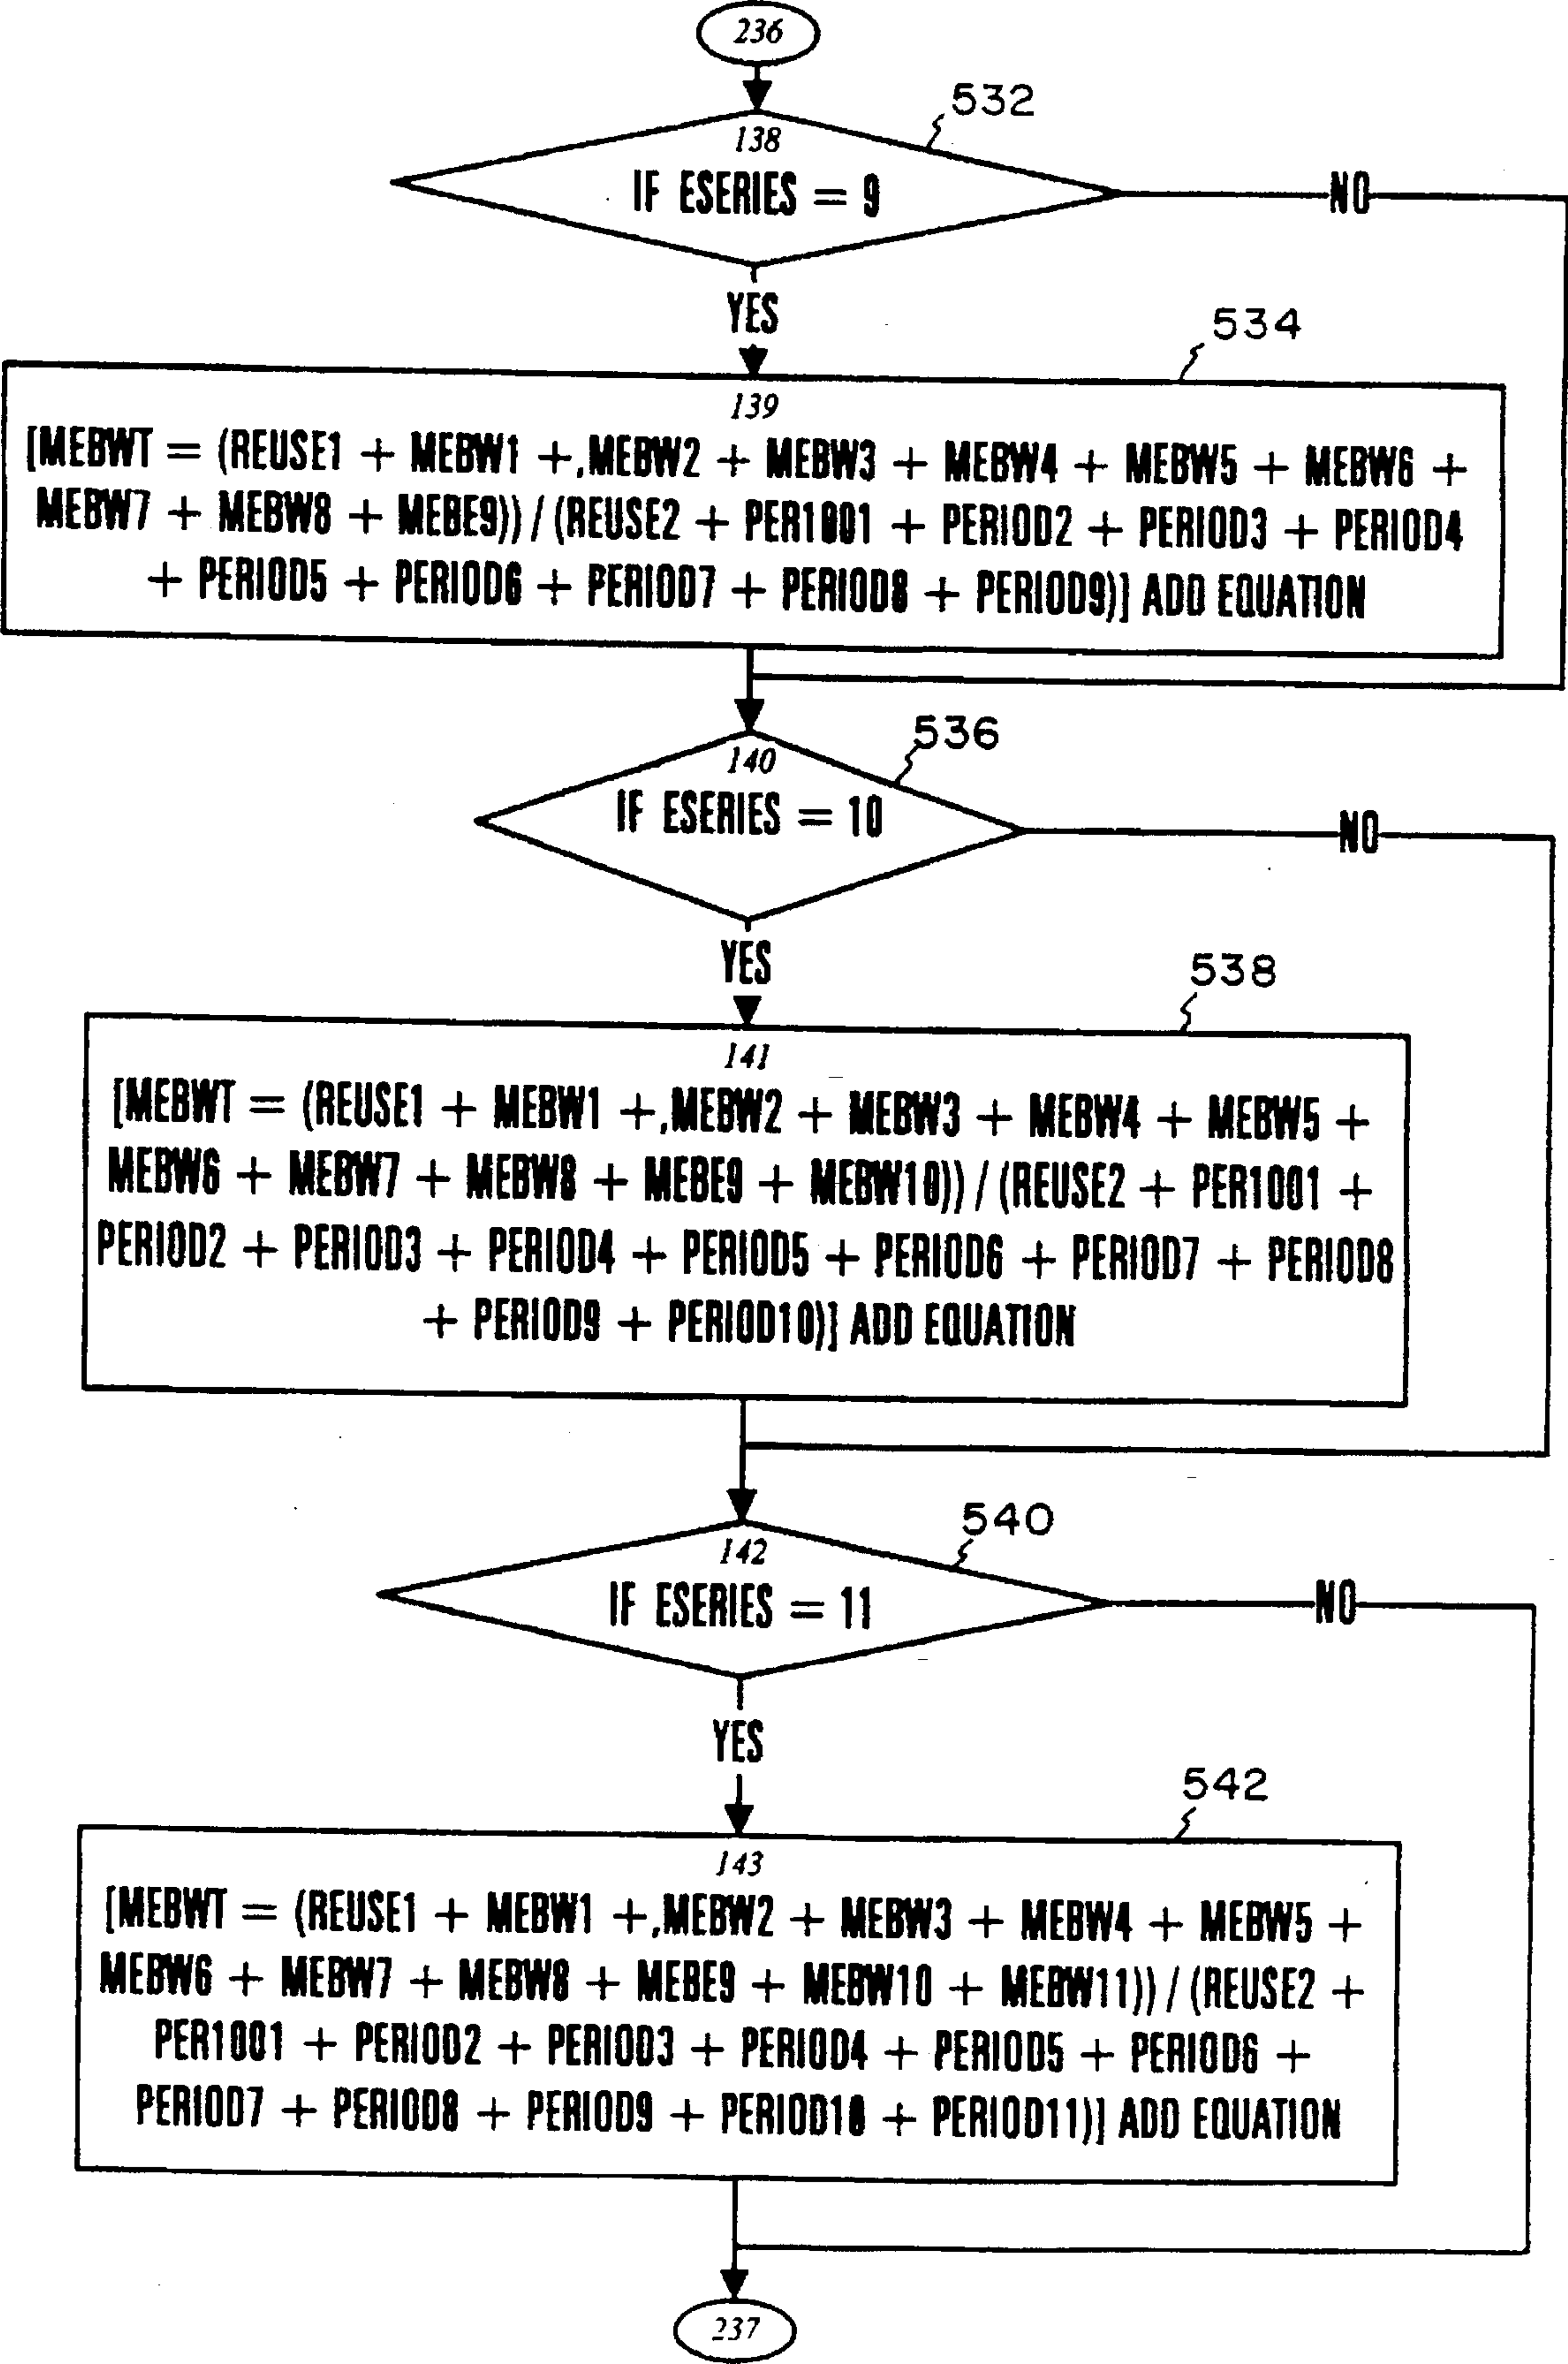 236
532
138
IF ESERIES = 9
NO
YES
534
139
[MEBWT = (REUSE1 + MEBW1 +,MEBW2 + MEBW3 + MEBW4 + MEBW5 + MEBW6 +
MEBW7 + MEBW8 + MEBE9)) / (REUSE2 + PER1001 + PERIOD2 + PERIOD3 + PERIOD4
+ PERIOD5 + PERIOD6 + PERIOD7 + PERIOD8 + PERIOD9)] ADD EQUATION
536
140
IF ESERIES = 10
NO
YES
538
141
[MEBWT = (REUSE1 + MEBW1 +,MEBW2 + MEBW3 + MEBW4 + MEBW5 +
MEBW6 + MEBW7 + MEBW8 + MEBE9 + MEBW10)) / (REUSE2 + PER1001 +
PERIOD2 + PERIOD3 + PERIOD4 + PERIOD5 + PERIOD6 + PERIOD7 + PERIOD8
+ PERIOD9 + PERIOD10)] ADD EQUATION
540
142
IF ESERIES = 11
NO
YES
542
143
[MEBWT = (REUSE1 + MEBW1 +,MEBW2 + MEBW3 + MEBW4 + MEBW5 +
MEBW6 + MEBW7 + MEBW8 + MEBE9 + MEBW10 + MEBW11)) / (REUSE2 +
PER1001 + PERIOD2 + PERIOD3 + PERIOD4 + PERIOD5 + PERIOD6 +
PERIOD7 + PERIOD8 + PERIOD9 + PERIOD10 + PERIOD11)] ADD EQUATION
237